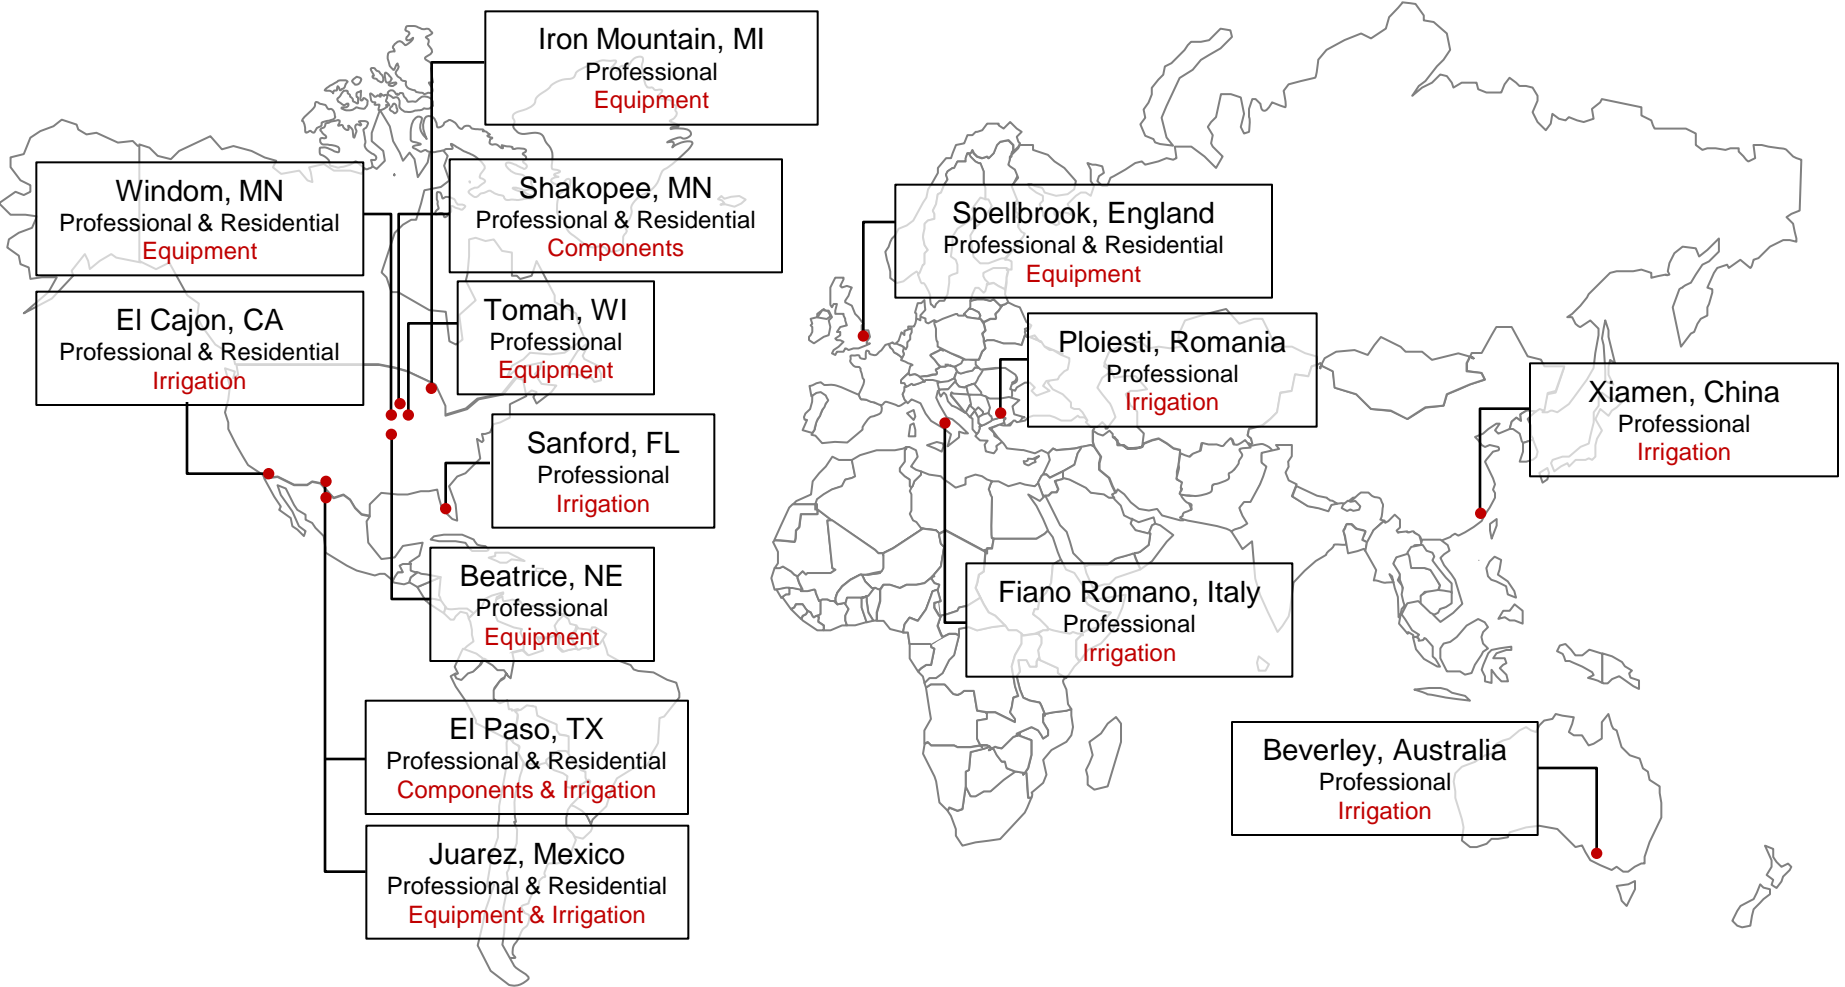 Iron Mountain, MI
Professional
Equipment
Windom, MN
Professional & Residential
Equipment
Shakopee, MN
Professional & Residential
Components
Spellbrook, England
Professional & Residential
Equipment
El Cajon, CA
Professional & Residential
Irrigation
Tomah, WI
Professional
Equipment
Ploiesti, Romania
Professional
Irrigation
Xiamen, China
Professional
Irrigation
Sanford, FL
Professional
Irrigation
Beatrice, NE
Professional
Equipment
Fiano Romano, Italy
Professional
Irrigation
El Paso, TX
Professional & Residential
Components & Irrigation
Beverley, Australia
Professional
Irrigation
Juarez, Mexico
Professional & Residential
Equipment & Irrigation